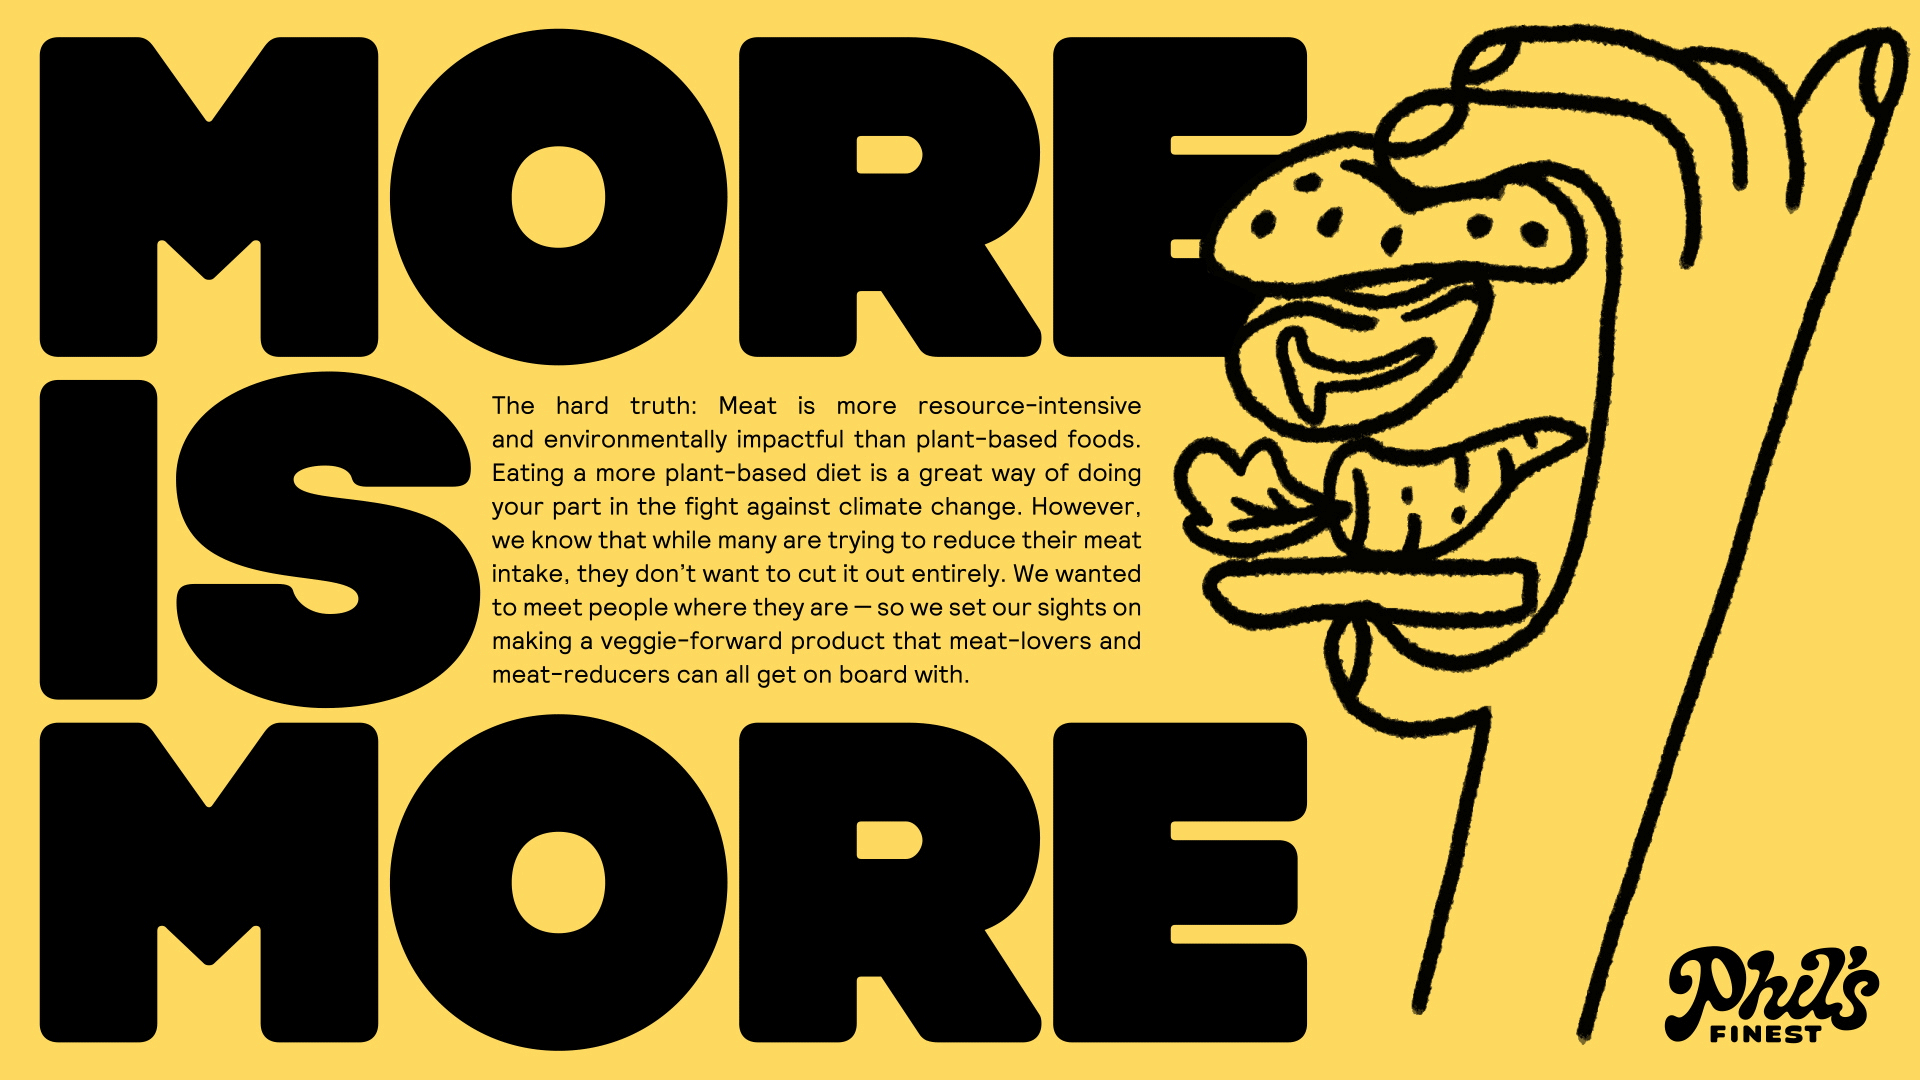 MORE
IS
The hard truth: Meat is more resource-intensive
and environmentally impactful than plant-based foods.
Eating a more plant-based diet is a great way of doing
your part in the fight against climate change. However,
we know that while many are trying to reduce their meat
intake, they don’t want to cut it out entirely. We wanted
to meet people where they are — so we set our sights on
making a veggie-forward product that meat-lovers and
meat-reducers can all get on board with.
MORE
Phil’s
FINEST